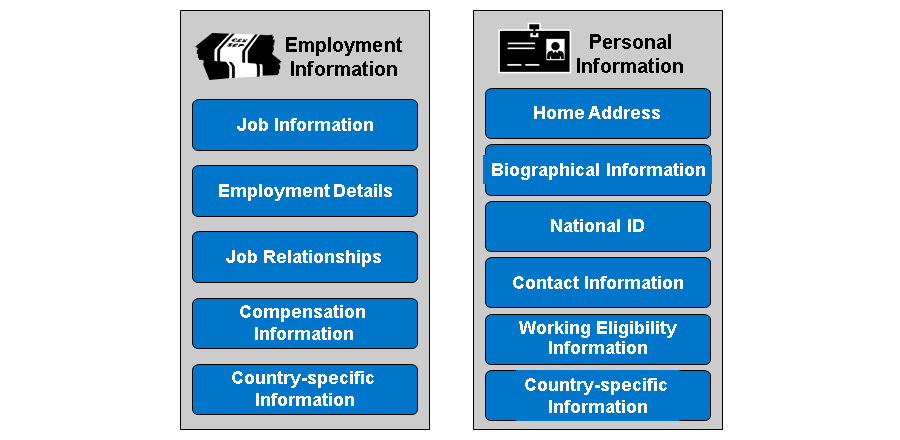 Employment
Information
Job Information
Employment Details
Job Relationships
Compensation
Information
Country-specific
Information
Personal
Information
Home Address
Biographical Information
National ID
Contact Information
Working Eligibility
Information
Country-specific
Information